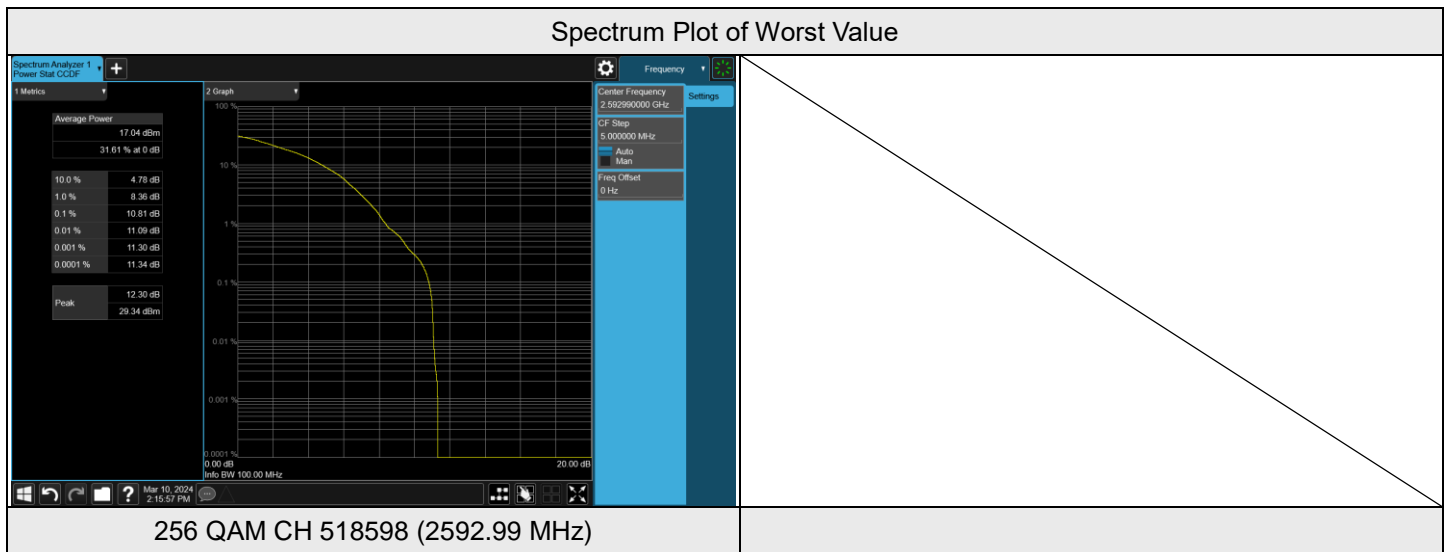 Spectrum Plot of Worst Value
Spectrum Analyzer 1
Power Stat CCDF
Frequency
1 Metrics
2 Graph
Average Power
17.04 dBm
31.61 % at 0 dB
10.0 % 4.78 dB
1.0 % 8.36 dB
0.1 % 10.81 dB
0.01 % 11.09 dB
0.001 % 11.30 dB
0.0001 % 11.34 dB
Peak 12.30 dB
29.34 dBm
100 %
10 %
1 %
0.1 %
0.01 %
0.001 %
0.0001 %
0.00 dB 20.00 dB
Info BW 100.00 MHz
Center Frequency
2.592990000 GHz
Settings
CF Step
5.000000 MHz
Auto
Man
Freq Offset
0 Hz
Mar 10, 2024
2:15:57 PM
256 QAM CH 518598 (2592.99 MHz)